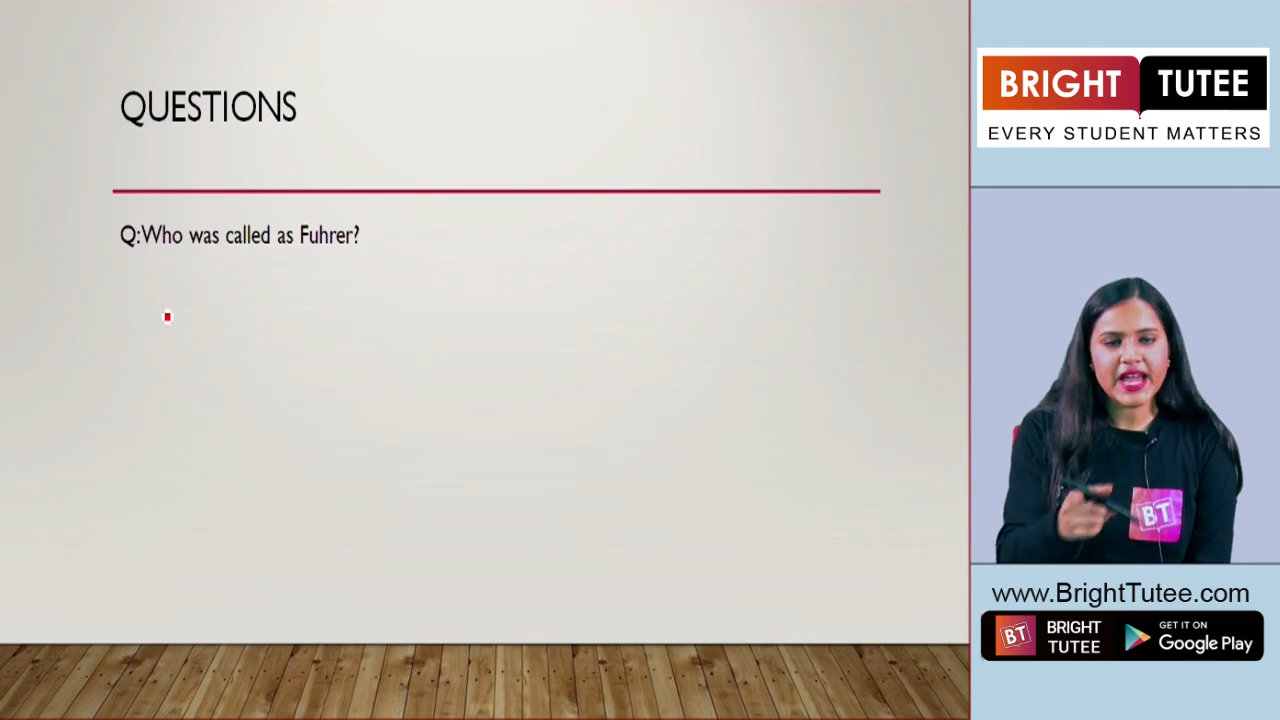 QUESTIONS
Q:Who was called as Fuhrer?
BRIGHT TUTEE
EVERY STUDENT MATTERS
BT
www.BrightTutee.com
BT BRIGHT TUTEE
GET IT ON
Google Play